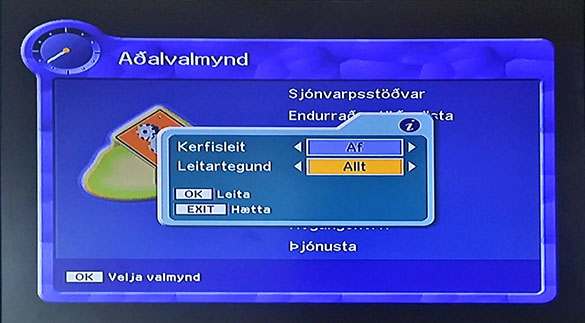 Aðalvalmynd
Sjónvarpsstöðvar
Kerfisleit Af
Leitartegund Allt
OK Leita
EXIT Hætta
Þjónusta
OK Velja valmynd